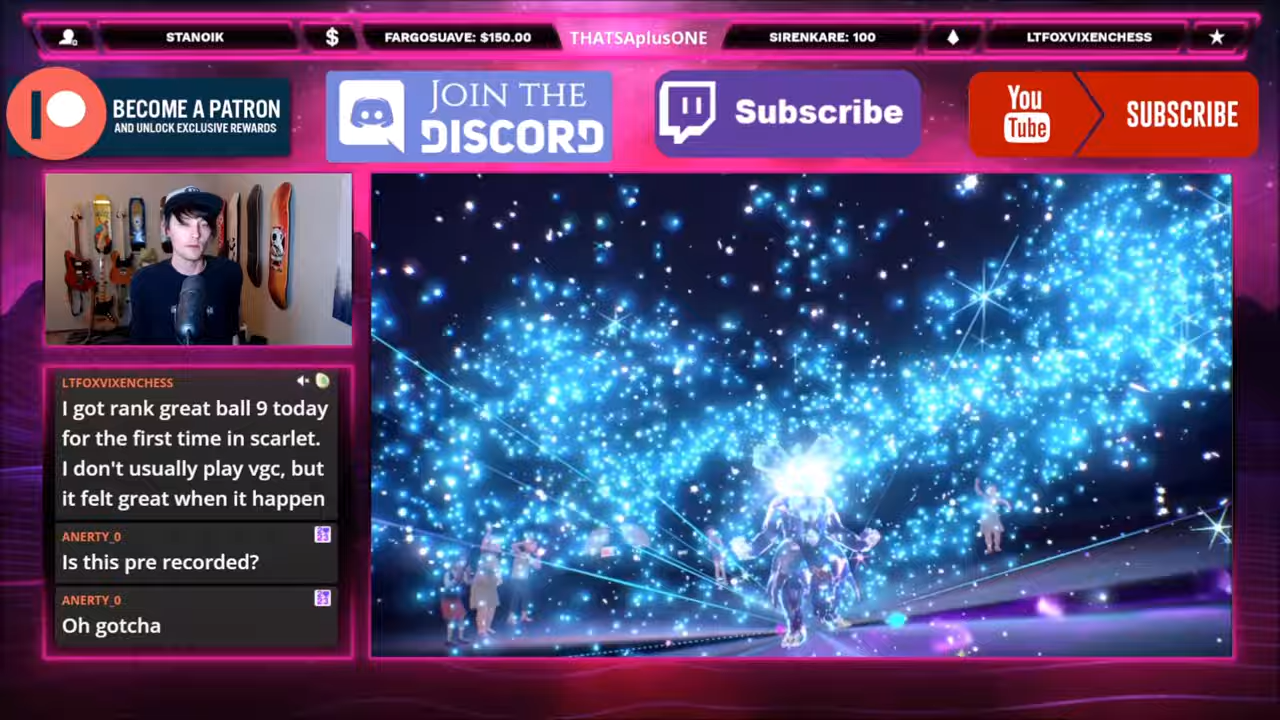 STANOIK
$
FARGOSUAVE: $150.00
THATSAplusONE
SIRENKARE: 100
LTFOXVIXENCHESS
BECOME A PATRON
AND UNLOCK EXCLUSIVE REWARDS
JOIN THE
DISCORD
Subscribe
You
Tube
SUBSCRIBE
LTFOXVIXENCHESS
I got rank great ball 9 today
for the first time in scarlet.
I don't usually play vgc, but
it felt great when it happen
ANERTY_0
Is this pre recorded?
ANERTY_0
Oh gotcha